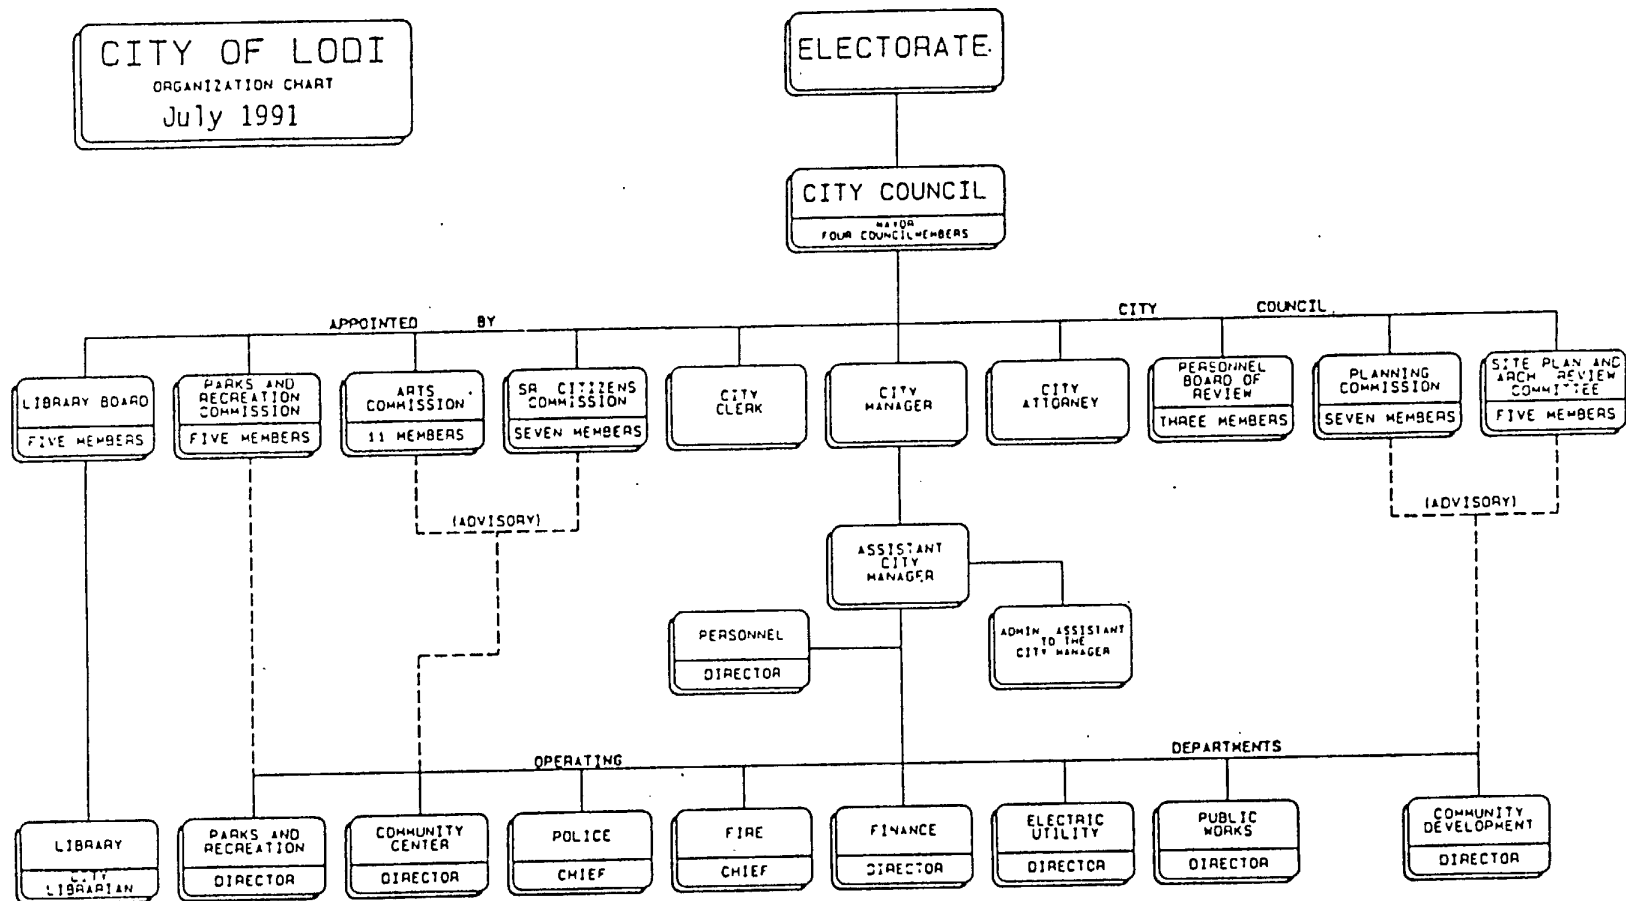 CITY OF LODI
ORGANIZATION CHART
July 1991
ELECTORATE
CITY COUNCIL
MAYOR
FOUR COUNCILMEMBERS
APPOINTED BY CITY COUNCIL
LIBRARY BOARD
FIVE MEMBERS
PARKS AND
RECREATION
COMMISSION
FIVE MEMBERS
ARTS
COMMISSION
11 MEMBERS
SR. CITIZENS
COMMISSION
SEVEN MEMBERS
CITY
CLERK
CITY
MANAGER
CITY
ATTORNEY
PERSONNEL
BOARD OF
REVIEW
THREE MEMBERS
PLANNING
COMMISSION
SEVEN MEMBERS
SITE PLAN AND
ARCH. REVIEW
COMMITTEE
FIVE MEMBERS
(ADVISORY)
(ADVISORY)
ASSISTANT
CITY
MANAGER
PERSONNEL
DIRECTOR
ADMIN. ASSISTANT
TO THE
CITY MANAGER
OPERATING DEPARTMENTS
LIBRARY
CITY
LIBRARIAN
PARKS AND
RECREATION
DIRECTOR
COMMUNITY
CENTER
DIRECTOR
POLICE
CHIEF
FIRE
CHIEF
FINANCE
DIRECTOR
ELECTRIC
UTILITY
DIRECTOR
PUBLIC
WORKS
DIRECTOR
COMMUNITY
DEVELOPMENT
DIRECTOR